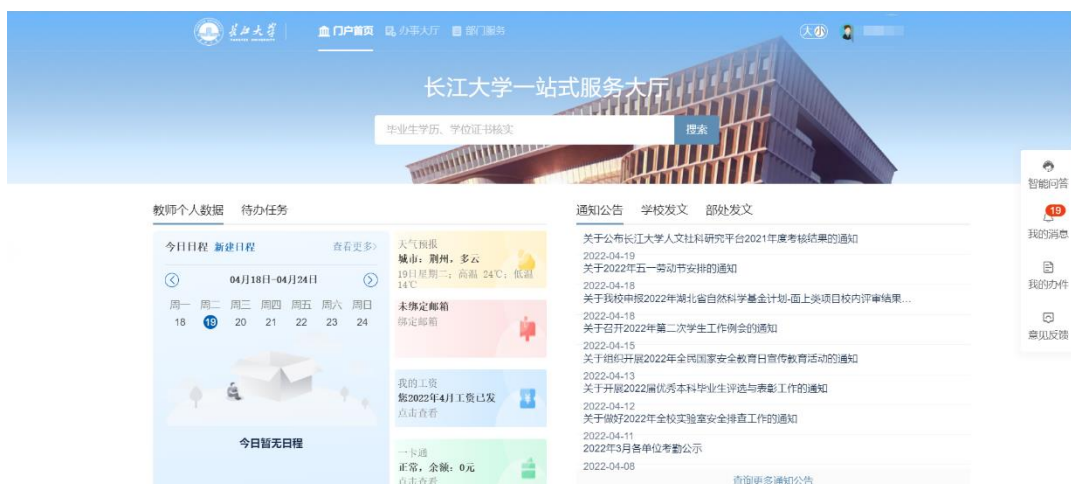 长江大学
门户首页 办事大厅 部门服务
大 小
长江大学一站式服务大厅
毕业生学历、学位证书核实
搜索
智能问答
19
我的消息
我的办件
意见反馈
教师个人数据 待办任务
今日日程 新建日程 查看更多>
04月18日-04月24日
周一 周二 周三 周四 周五 周六 周日
18 19 20 21 22 23 24
今日暂无日程
天气预报
城市：荆州，多云
19日星期二；高温 24℃；低温
14℃
未绑定邮箱
绑定邮箱
我的工资
您2022年4月工资已发
点击查看
一卡通
正常，余额：0元
点击查看
通知公告 学校发文 部处发文
关于公布长江大学人文社科研究平台2021年度考核结果的通知
2022-04-19
关于2022年五一劳动节安排的通知
2022-04-18
关于我校申报2022年湖北省自然科学基金计划-面上类项目校内评审结果...
2022-04-18
关于召开2022年第二次学生工作例会的通知
2022-04-15
关于组织开展2022年全民国家安全教育日宣传教育活动的通知
2022-04-13
关于开展2022届优秀本科毕业生评选与表彰工作的通知
2022-04-12
关于做好2022年全校实验室安全排查工作的通知
2022-04-11
2022年3月各单位考勤公示
2022-04-08
查询更多通知公告